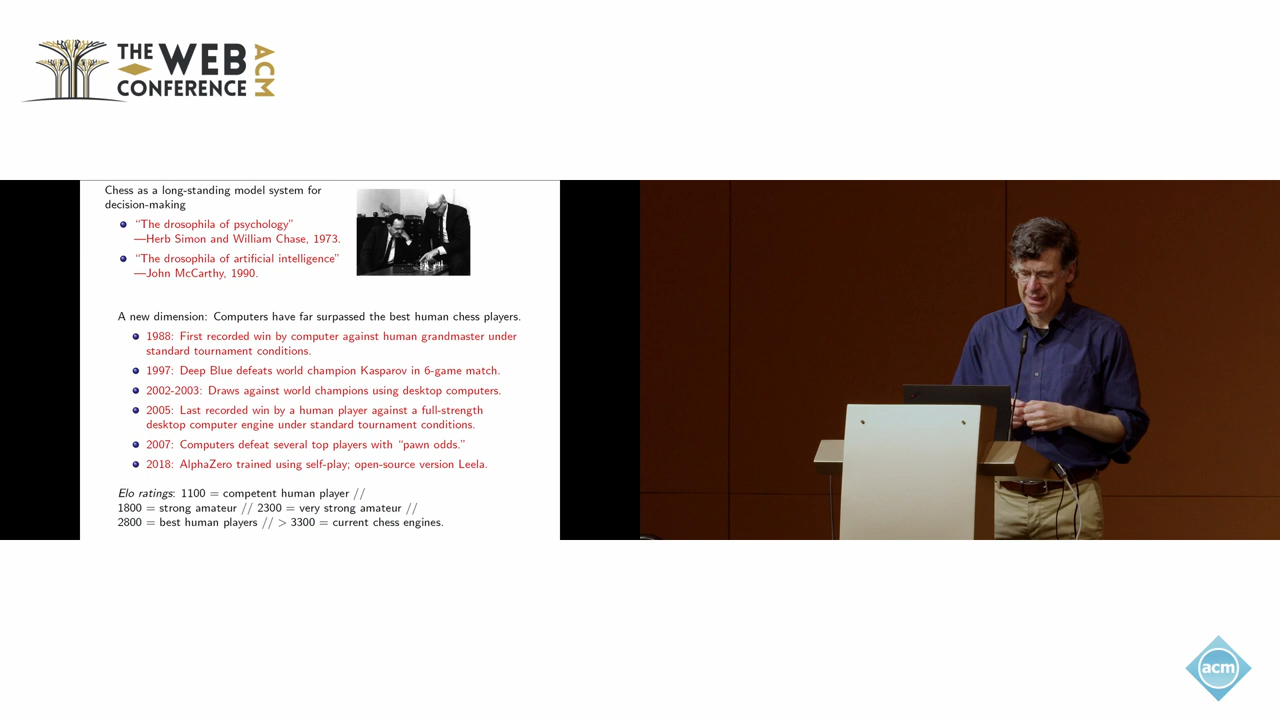 THE WEB
CONFERENCE
ACM
Chess as a long-standing model system for
decision-making
"The drosophila of psychology"
—Herb Simon and William Chase, 1973.
"The drosophila of artificial intelligence"
—John McCarthy, 1990.
A new dimension: Computers have far surpassed the best human chess players.
1988: First recorded win by computer against human grandmaster under
standard tournament conditions.
1997: Deep Blue defeats world champion Kasparov in 6-game match.
2002-2003: Draws against world champions using desktop computers.
2005: Last recorded win by a human player against a full-strength
desktop computer engine under standard tournament conditions.
2007: Computers defeat several top players with "pawn odds."
2018: AlphaZero trained using self-play; open-source version Leela.
Elo ratings: 1100 = competent human player //
1800 = strong amateur // 2300 = very strong amateur //
2800 = best human players // > 3300 = current chess engines.
acm